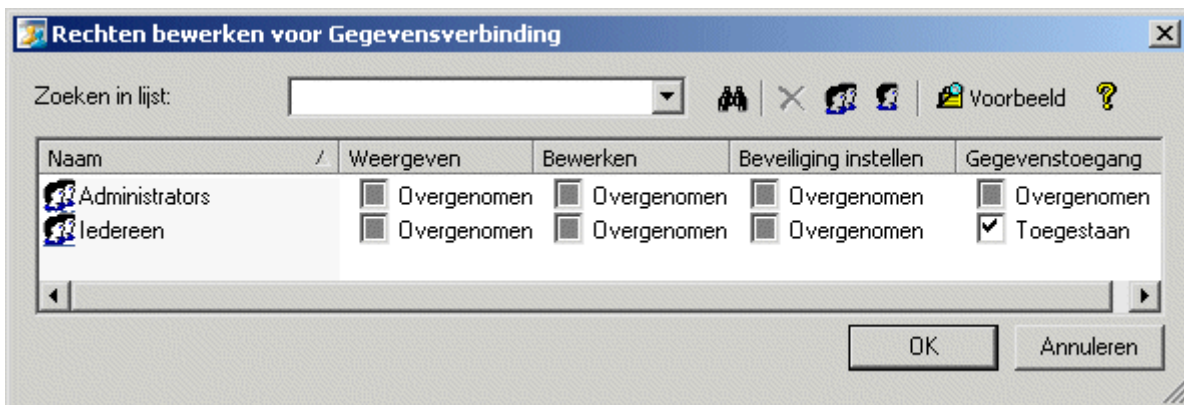 Rechten bewerken voor Gegevensverbinding
Zoeken in lijst: Voorbeeld
Naam Weergeven Bewerken Beveiliging instellen Gegevenstoegang
Administrators Overgenomen Overgenomen Overgenomen Overgenomen
Iedereen Overgenomen Overgenomen Overgenomen Toegestaan
OK Annuleren